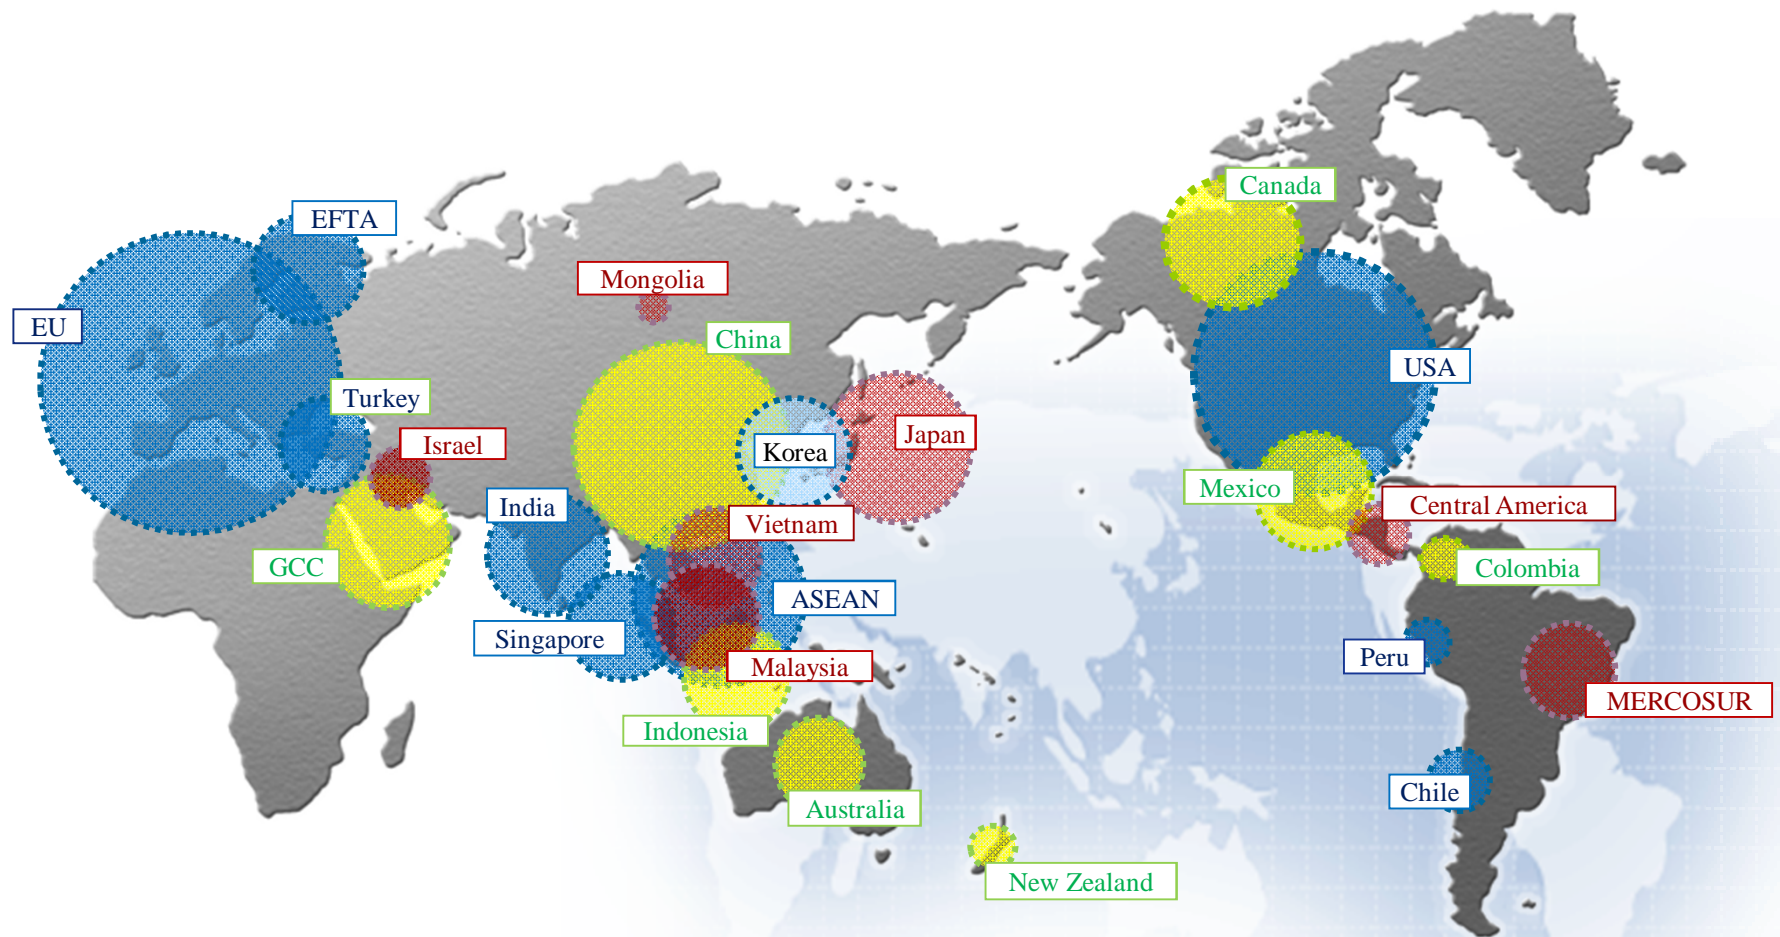 Canada
EFTA
Mongolia
EU
China
USA
Turkey
Japan
Israel
Korea
Mexico
India
Central America
Vietnam
GCC
Colombia
ASEAN
Singapore
Peru
Malaysia
MERCOSUR
Indonesia
Chile
Australia
New Zealand